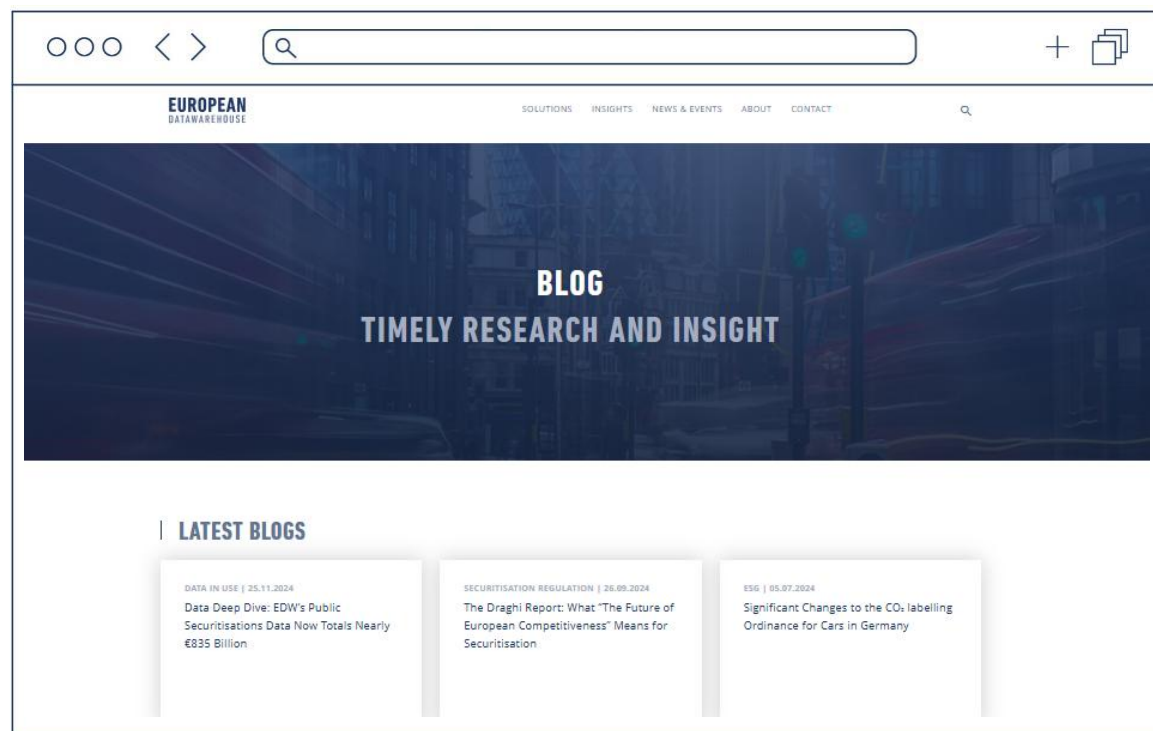 EUROPEAN
DATAWAREHOUSE
SOLUTIONS INSIGHTS NEWS & EVENTS ABOUT CONTACT
BLOG
TIMELY RESEARCH AND INSIGHT
LATEST BLOGS
DATA IN USE | 25.11.2024
Data Deep Dive: EDW's Public
Securitisations Data Now Totals Nearly
€835 Billion
SECURITISATION REGULATION | 26.09.2024
The Draghi Report: What “The Future of
European Competitiveness” Means for
Securitisation
ESG | 05.07.2024
Significant Changes to the CO₂ labelling
Ordinance for Cars in Germany